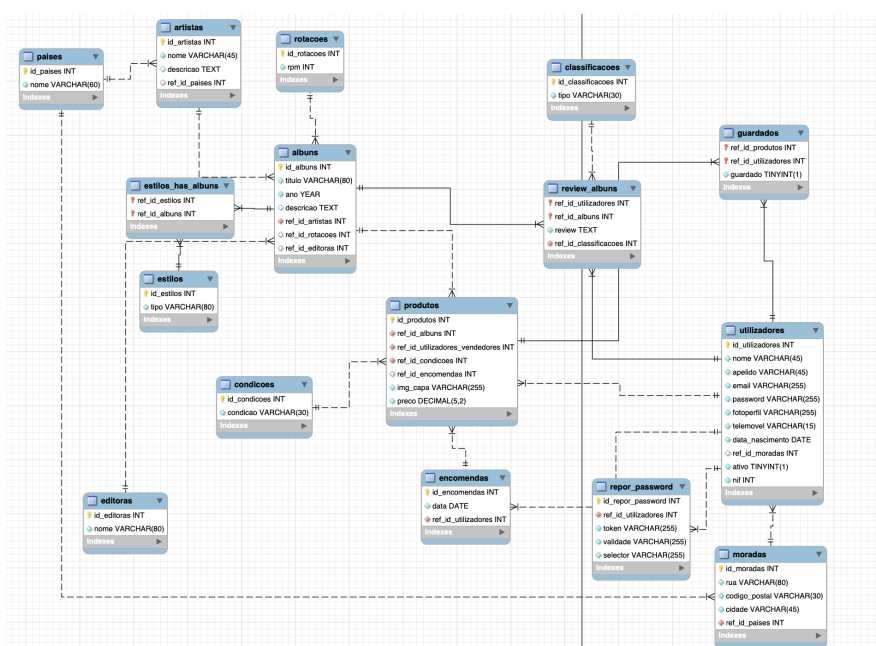 artistas
id_artistas INT
nome VARCHAR(45)
descricao TEXT
ref_id_paises INT
Indexes
paises
id_paises INT
nome VARCHAR(60)
Indexes
rotacoes
id_rotacoes INT
rpm INT
Indexes
classificacoes
id_classificacoes INT
tipo VARCHAR(30)
Indexes
guardados
ref_id_produtos INT
ref_id_utilizadores INT
guardado TINYINT(1)
Indexes
albuns
id_albuns INT
titulo VARCHAR(80)
ano YEAR
descricao TEXT
ref_id_artistas INT
ref_id_rotacoes INT
ref_id_editoras INT
Indexes
estilos_has_albuns
ref_id_estilos INT
ref_id_albuns INT
Indexes
review_albuns
ref_id_utilizadores INT
ref_id_albuns INT
review TEXT
ref_id_classificacoes INT
Indexes
estilos
id_estilos INT
tipo VARCHAR(80)
Indexes
produtos
id_produtos INT
ref_id_albuns INT
ref_id_utilizadores_vendedores INT
ref_id_condicoes INT
ref_id_encomendas INT
img_capa VARCHAR(255)
preco DECIMAL(5,2)
Indexes
utilizadores
id_utilizadores INT
nome VARCHAR(45)
apelido VARCHAR(45)
email VARCHAR(255)
password VARCHAR(255)
fotoperfil VARCHAR(255)
telemovel VARCHAR(15)
data_nascimento DATE
ref_id_moradas INT
ativo TINYINT(1)
nif INT
Indexes
condicoes
id_condicoes INT
condicao VARCHAR(30)
Indexes
encomendas
id_encomendas INT
data DATE
ref_id_utilizadores INT
Indexes
repor_password
id_repor_password INT
ref_id_utilizadores INT
token VARCHAR(255)
validade VARCHAR(255)
selector VARCHAR(255)
Indexes
editoras
id_editoras INT
nome VARCHAR(80)
Indexes
moradas
id_moradas INT
rua VARCHAR(80)
codigo_postal VARCHAR(30)
cidade VARCHAR(45)
ref_id_paises INT
Indexes